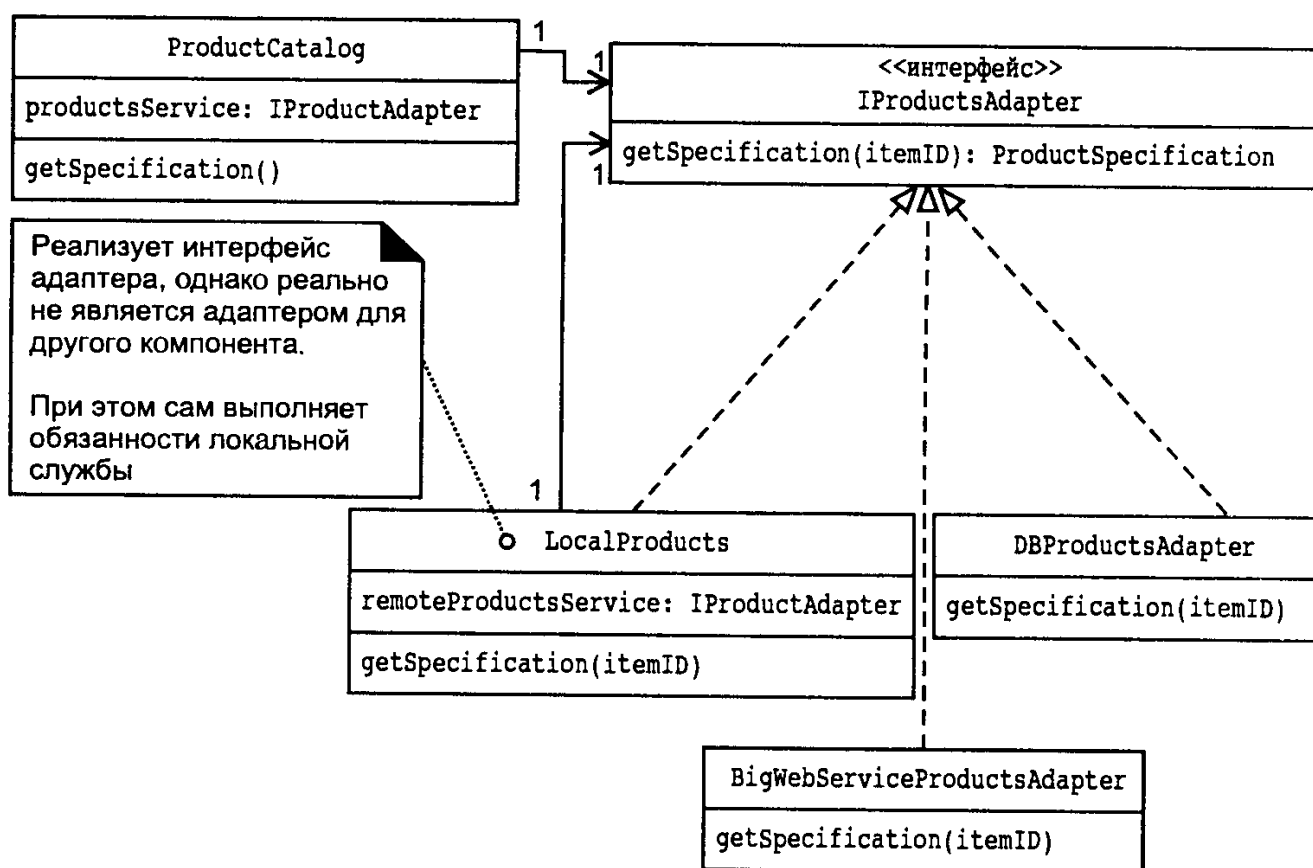 ProductCatalog
productsService: IProductAdapter
getSpecification()
1
1
<<интерфейс>>
IProductsAdapter
getSpecification(itemID): ProductSpecification
1
Реализует интерфейс
адаптера, однако реально
не является адаптером для
другого компонента.
При этом сам выполняет
обязанности локальной
службы
1
LocalProducts
remoteProductsService: IProductAdapter
getSpecification(itemID)
DBProductsAdapter
getSpecification(itemID)
BigWebServiceProductsAdapter
getSpecification(itemID)